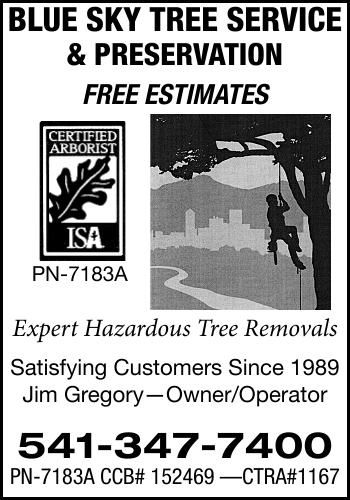 BLUE SKY TREE SERVICE
& PRESERVATION
FREE ESTIMATES
CERTIFIED
ARBORIST
ISA
PN-7183A
Expert Hazardous Tree Removals
Satisfying Customers Since 1989
Jim Gregory—Owner/Operator
541-347-7400
PN-7183A CCB# 152469 —CTRA#1167